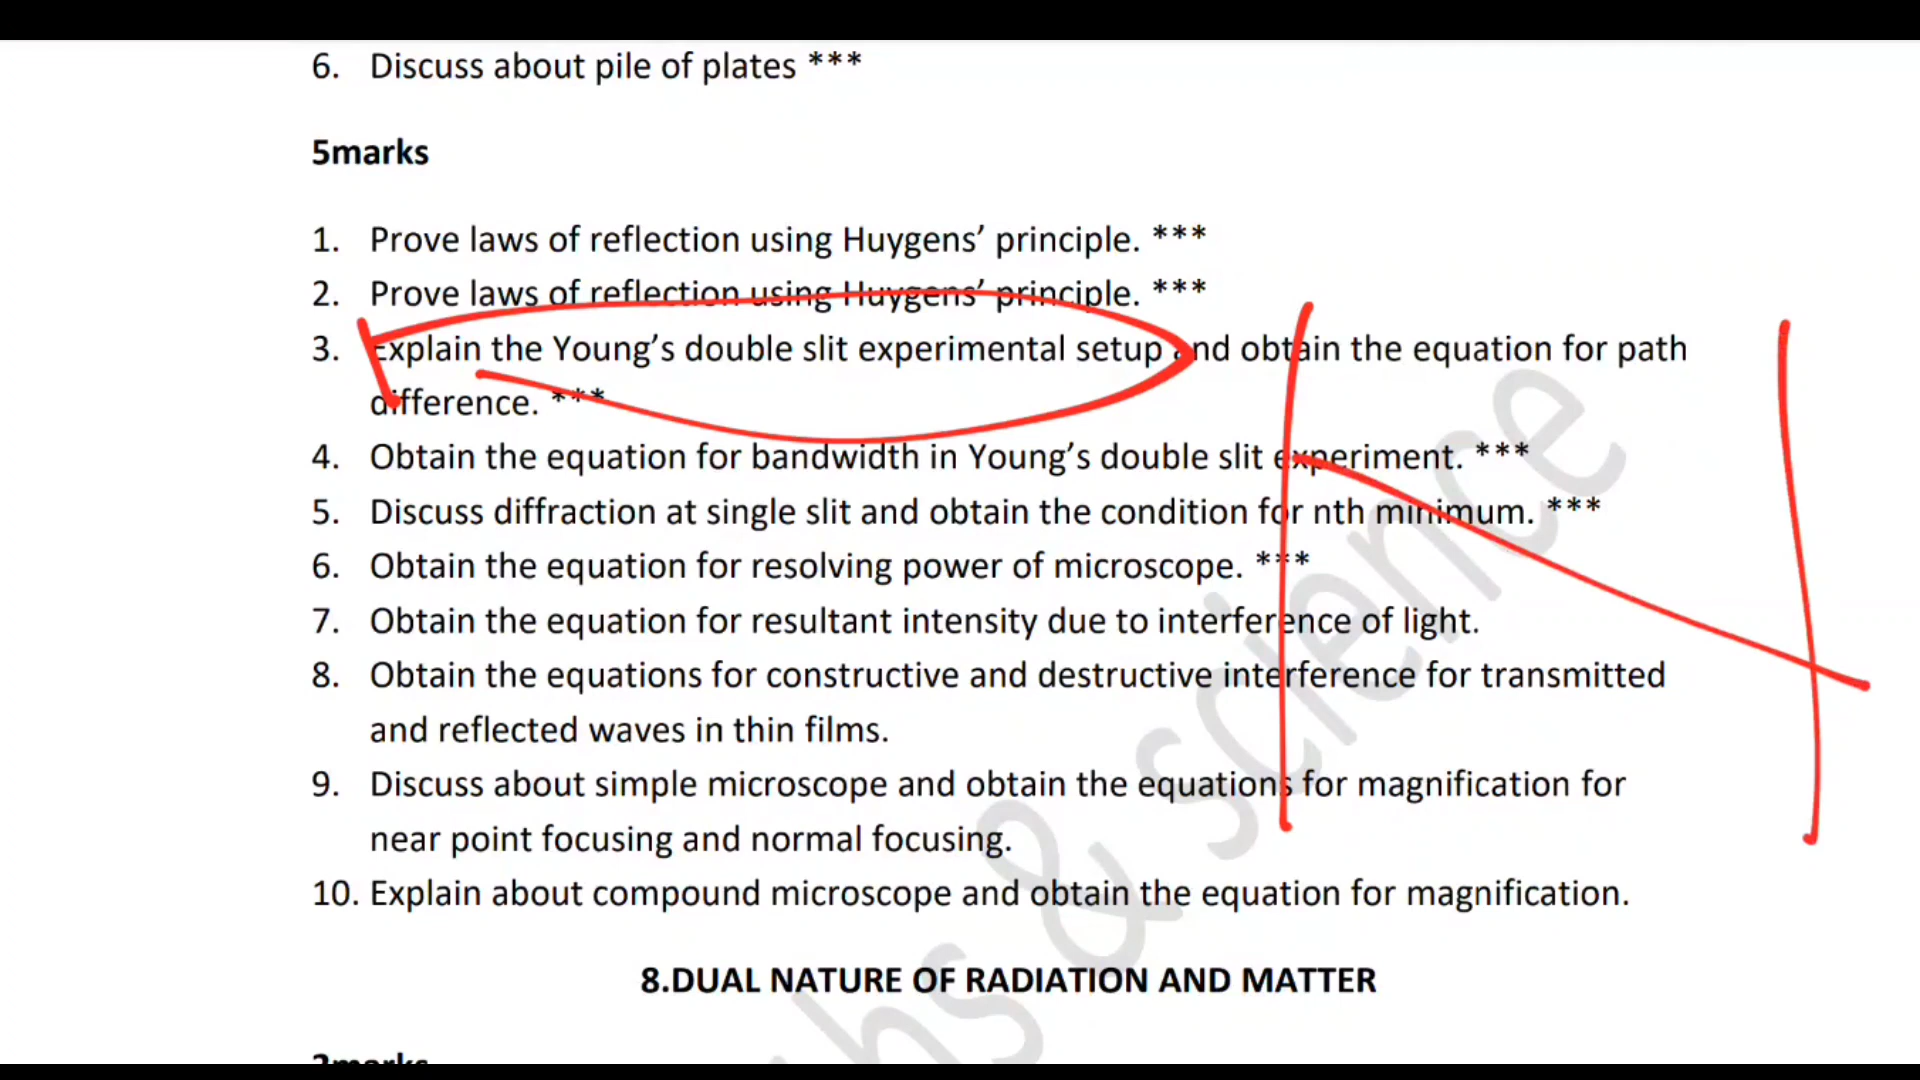 6. Discuss about pile of plates ***
5marks
1. Prove laws of reflection using Huygens’ principle. ***
2. Prove laws of reflection using Huygens’ principle. ***
3. Explain the Young’s double slit experimental setup and obtain the equation for path
difference. ***
4. Obtain the equation for bandwidth in Young’s double slit experiment. ***
5. Discuss diffraction at single slit and obtain the condition for nth minimum. ***
6. Obtain the equation for resolving power of microscope. ***
7. Obtain the equation for resultant intensity due to interference of light.
8. Obtain the equations for constructive and destructive interference for transmitted
and reflected waves in thin films.
9. Discuss about simple microscope and obtain the equations for magnification for
near point focusing and normal focusing.
10. Explain about compound microscope and obtain the equation for magnification.
8.DUAL NATURE OF RADIATION AND MATTER
& science